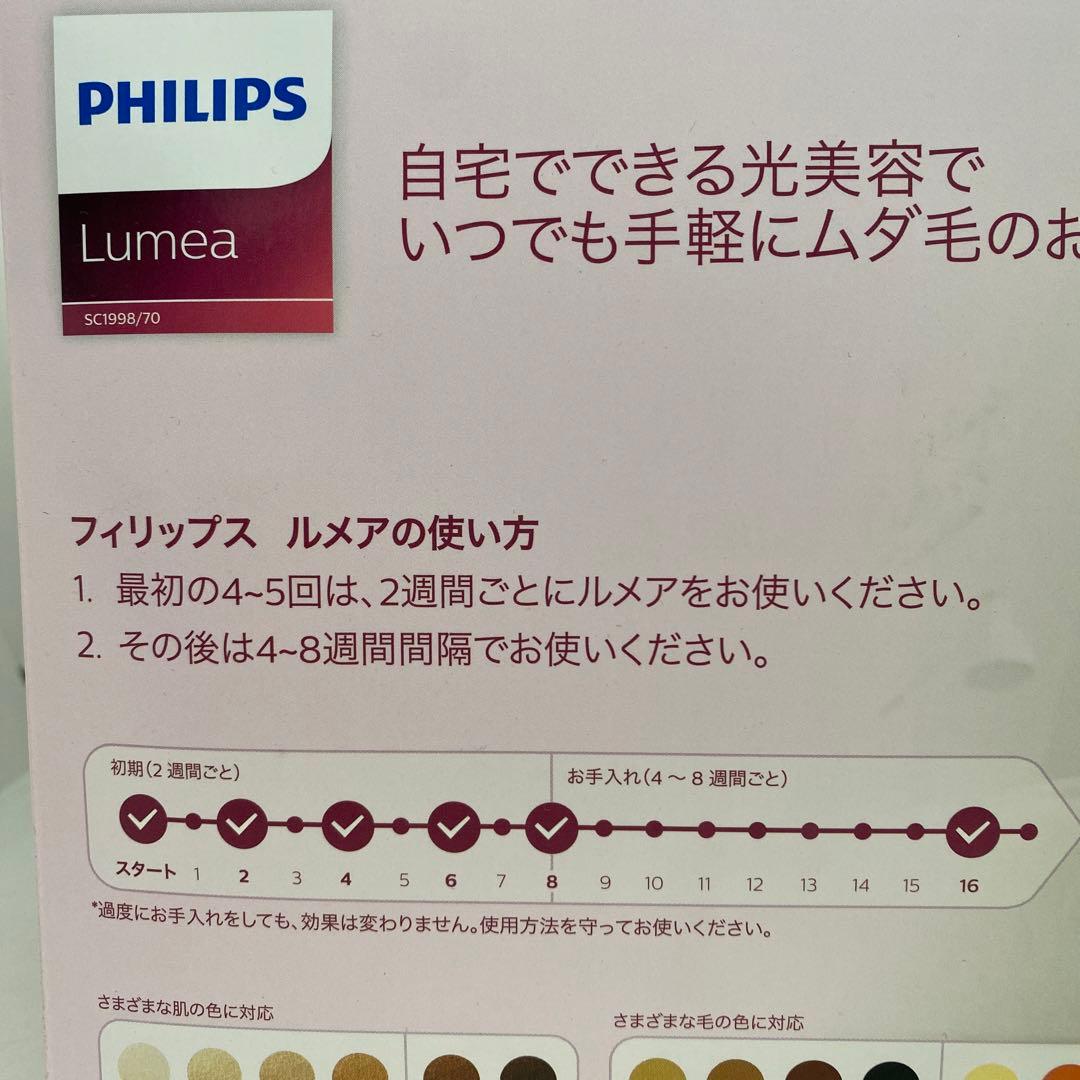 PHILIPS
Lumea
SC1998/70
自宅でできる光美容で
いつでも手軽にムダ毛のお
フィリップス ルメアの使い方
1. 最初の4~5回は、2週間ごとにルメアをお使いください。
2. その後は4~8週間間隔でお使いください。
初期(2 週間ごと)
お手入れ(4 ～ 8 週間ごと)
スタート 1 2 3 4 5 6 7 8 9 10 11 12 13 14 15 16
*過度にお手入れをしても、効果は変わりません。使用方法を守ってお使いください。
さまざまな肌の色に対応
さまざまな毛の色に対応